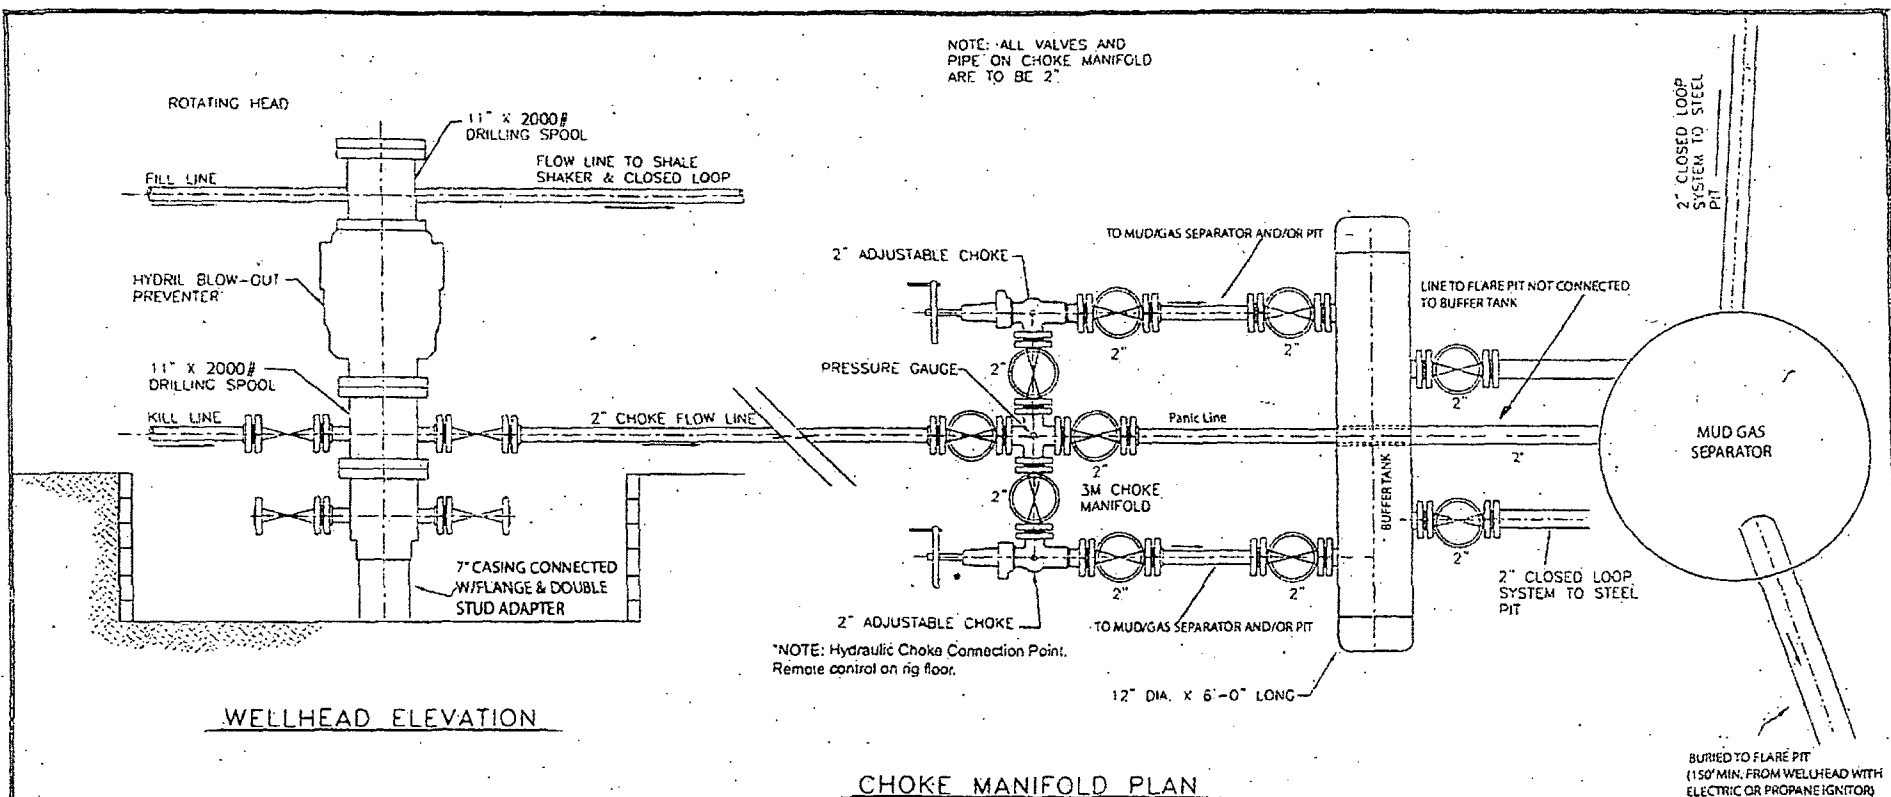 NOTE: ALL VALVES AND
PIPE ON CHOKE MANIFOLD
ARE TO BE 2"
ROTATING HEAD
11" X 2000#
DRILLING SPOOL
FILL LINE
FLOW LINE TO SHALE
SHAKER & CLOSED LOOP
HYDRIL BLOW-OUT
PREVENTER
11" X 2000#
DRILLING SPOOL
KILL LINE
2" CHOKE FLOW LINE
7" CASING CONNECTED
W/FLANGE & DOUBLE
STUD ADAPTER
WELLHEAD ELEVATION
2" ADJUSTABLE CHOKE
TO MUD/GAS SEPARATOR AND/OR PIT
2"
2"
PRESSURE GAUGE
2"
Panic Line
2"
2"
3M CHOKE
MANIFOLD
2"
2"
2" ADJUSTABLE CHOKE
TO MUD/GAS SEPARATOR AND/OR PIT
*NOTE: Hydraulic Choke Connection Point.
Remote control on rig floor.
12" DIA. X 6'-0" LONG
BUFFER TANK
LINE TO FLARE PIT NOT CONNECTED
TO BUFFER TANK
2"
2"
2"
2" CLOSED LOOP
SYSTEM TO STEEL
PIT
2" CLOSED LOOP
SYSTEM TO STEEL
PIT
MUD GAS
SEPARATOR
BURIED TO FLARE PIT
(150' MIN. FROM WELLHEAD WITH
ELECTRIC OR PROPANE IGNITOR)
CHOKE MANIFOLD PLAN